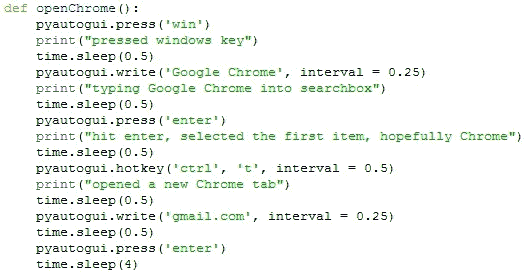 def openChrome():
    pyautogui.press('win')
    print("pressed windows key")
    time.sleep(0.5)
    pyautogui.write('Google Chrome', interval = 0.25)
    print("typing Google Chrome into searchbox")
    time.sleep(0.5)
    pyautogui.press('enter')
    print("hit enter, selected the first item, hopefully Chrome")
    time.sleep(0.5)
    pyautogui.hotkey('ctrl', 't', interval = 0.5)
    print("opened a new Chrome tab")
    time.sleep(0.5)
    pyautogui.write('gmail.com', interval = 0.25)
    time.sleep(0.5)
    pyautogui.press('enter')
    time.sleep(4)